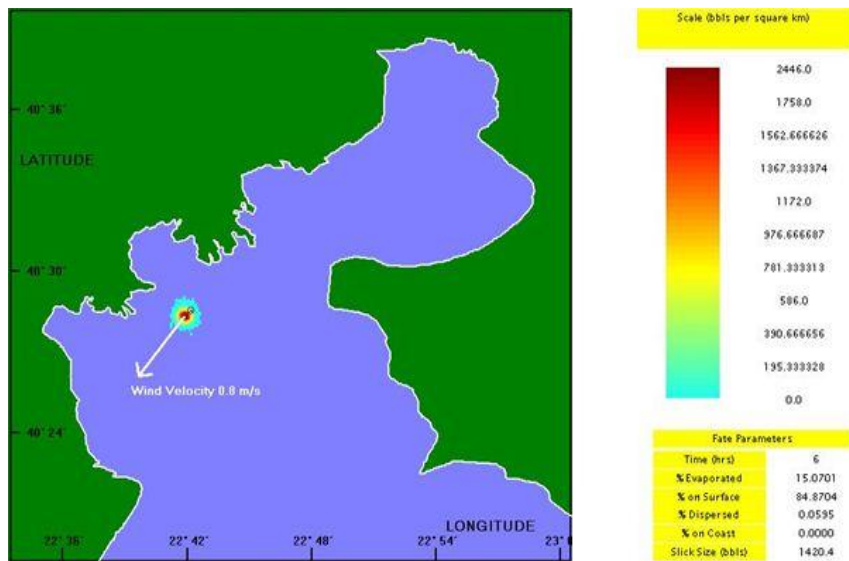 40° 36'
LATITUDE
40° 30'
Wind Velocity 0.8 m/s
40° 24'
LONGITUDE
22° 36'
22° 42'
22° 48'
22° 54'
Scale (bbls per square km)
2446.0
1758.0
1562.666626
1367.333374
1172.0
976.666687
781.333313
586.0
390.666656
195.333328
0.0
Fate Parameters
Time (hrs) 6
% Evaporated 15.0701
% on Surface 84.8704
% Dispersed 0.0595
% on Coast 0.0000
Slick Size (bbls) 1420.4